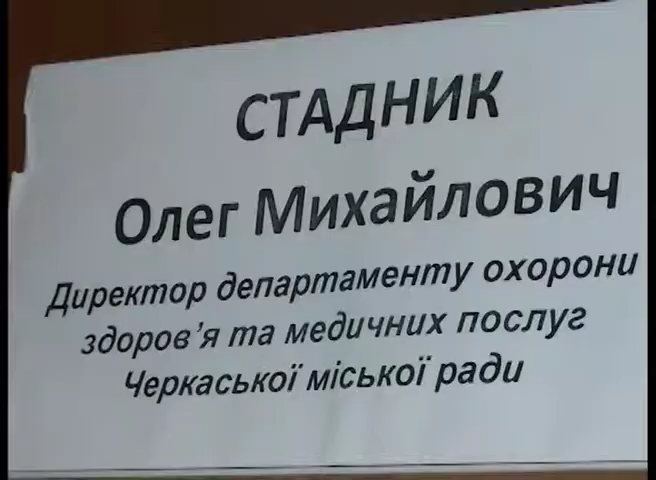 СТАДНИК
Олег Михайлович
Директор департаменту охорони
здоров’я та медичних послуг
Черкаської міської ради